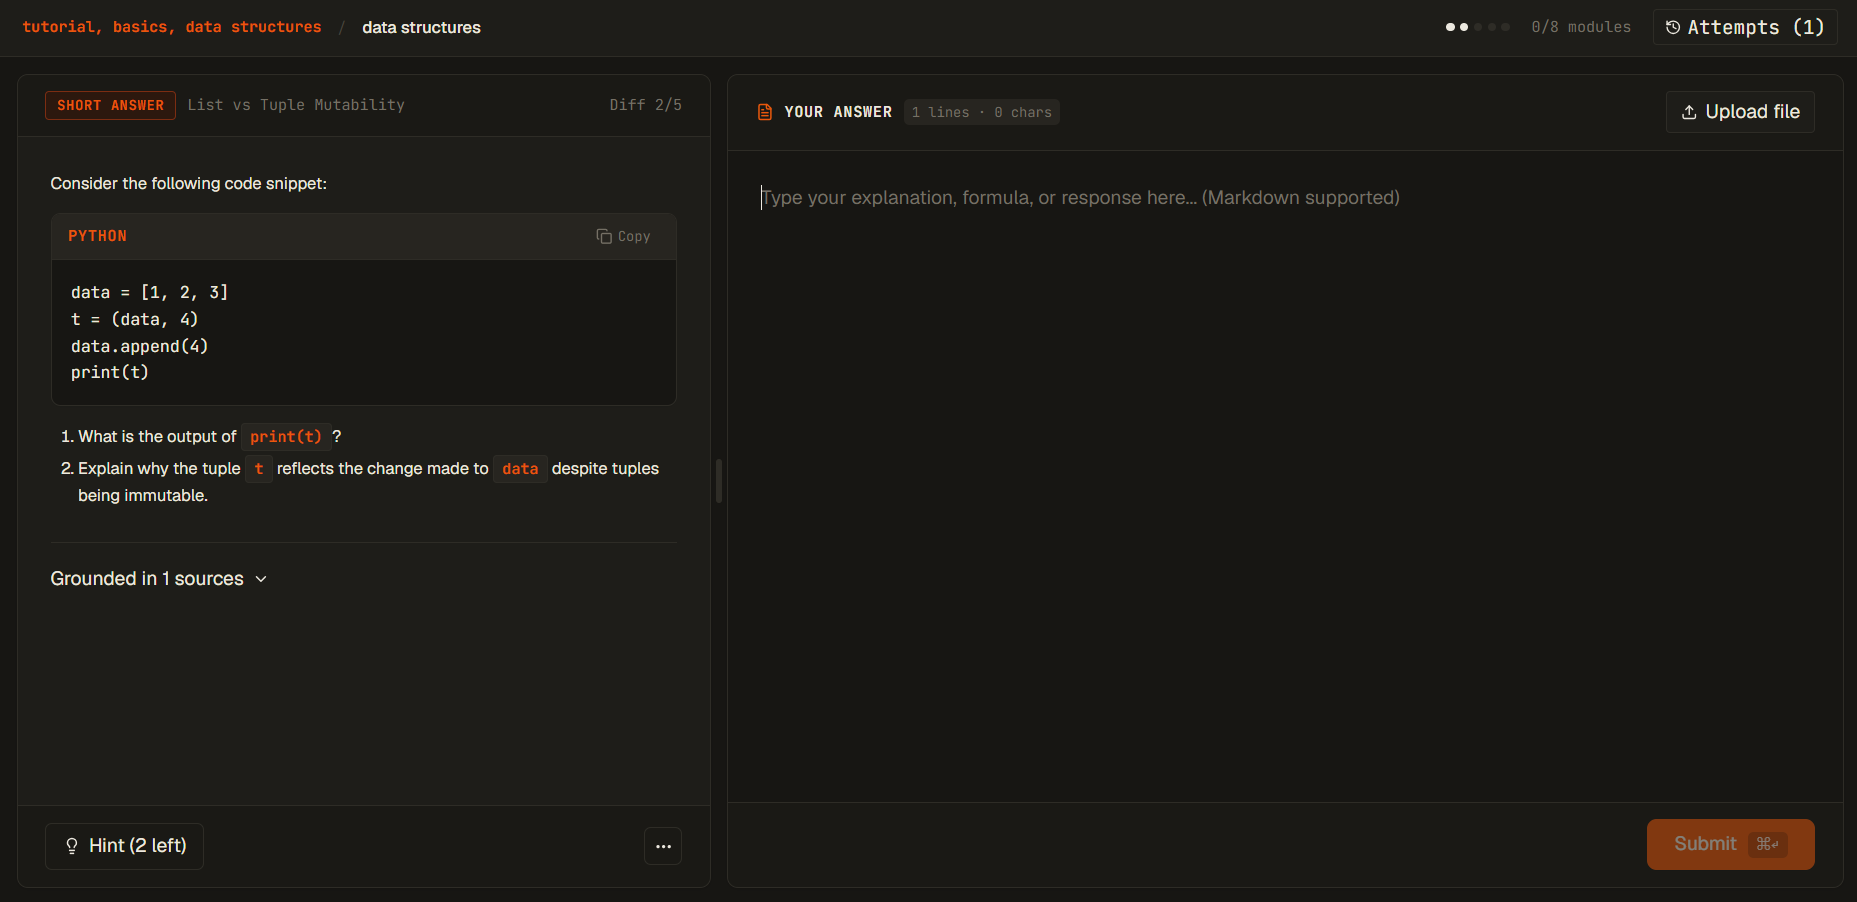 tutorial, basics, data structures / data structures
0/8 modules
Attempts (1)
SHORT ANSWER List vs Tuple Mutability Diff 2/5
Consider the following code snippet:
PYTHON Copy
data = [1, 2, 3]
t = (data, 4)
data.append(4)
print(t)
1. What is the output of print(t) ?
2. Explain why the tuple t reflects the change made to data despite tuples
being immutable.
Grounded in 1 sources
Hint (2 left)
...
YOUR ANSWER 1 lines · 0 chars Upload file
Type your explanation, formula, or response here... (Markdown supported)
Submit ⌘↵